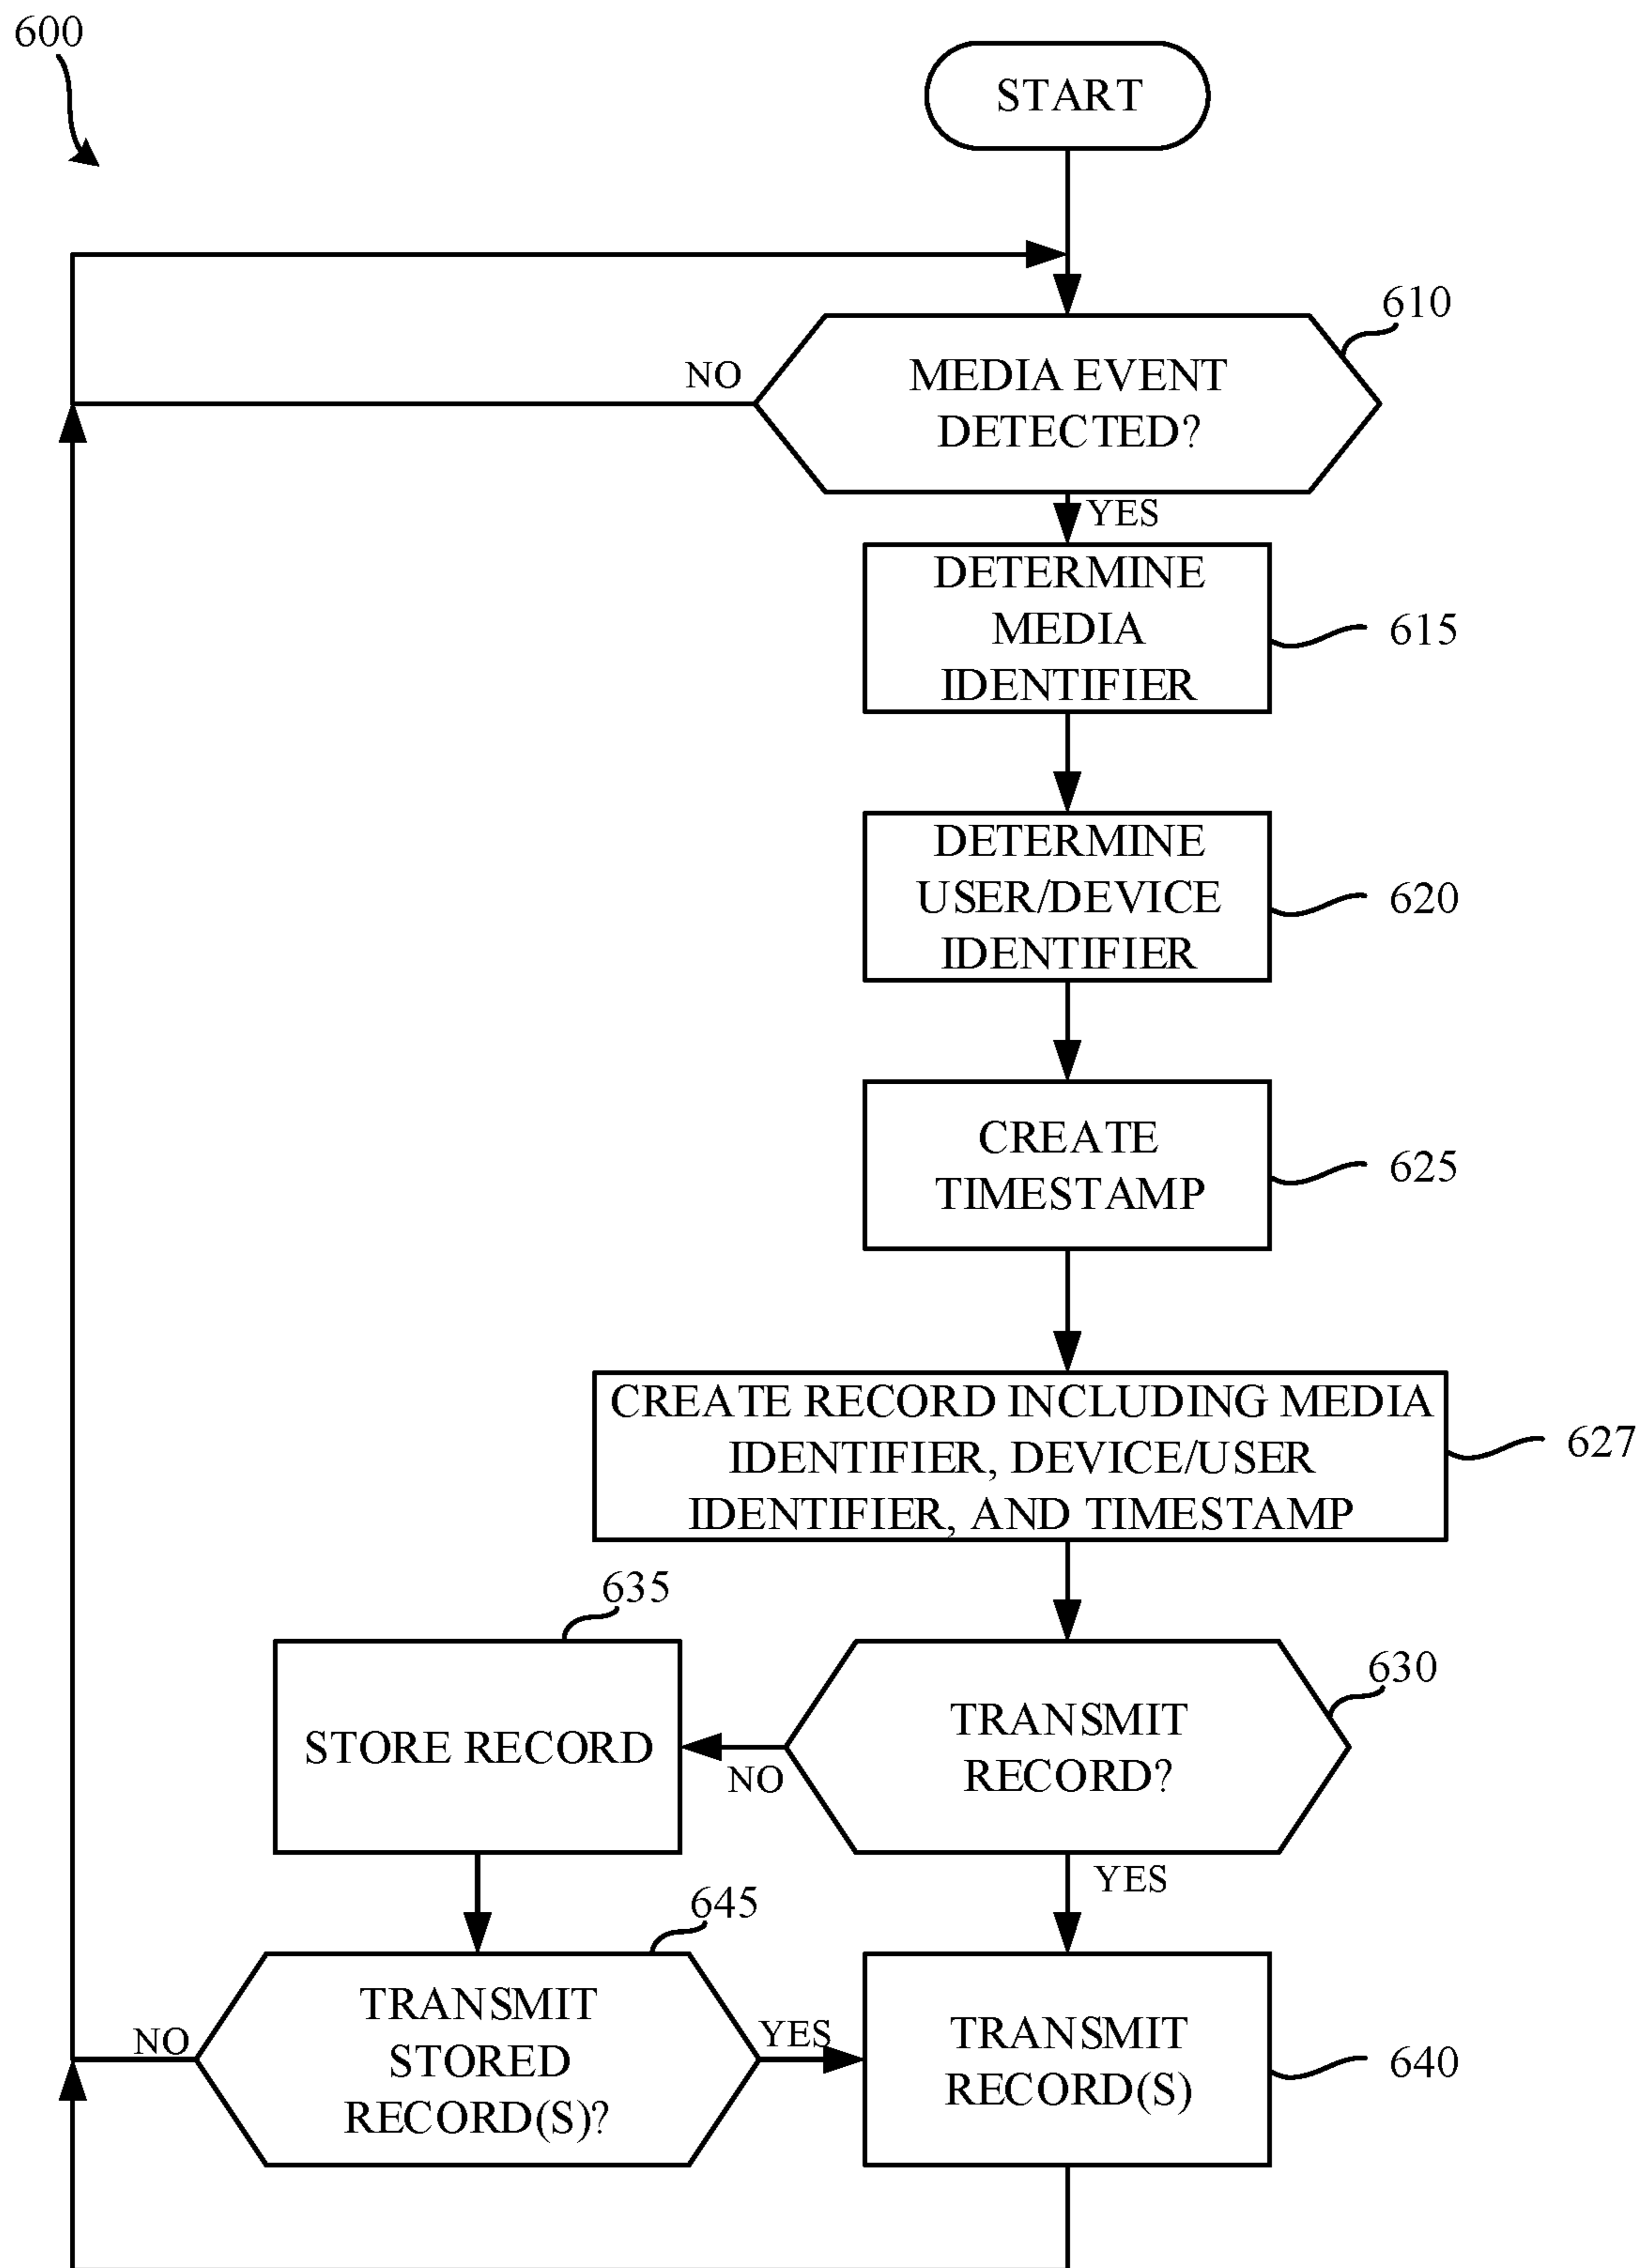 600
START
610
NO
MEDIA EVENT
DETECTED?
YES
DETERMINE
MEDIA
IDENTIFIER
615
DETERMINE
USER/DEVICE
IDENTIFIER
620
CREATE
TIMESTAMP
625
CREATE RECORD INCLUDING MEDIA
IDENTIFIER, DEVICE/USER
IDENTIFIER, AND TIMESTAMP
627
635
630
STORE RECORD
NO
TRANSMIT
RECORD?
YES
645
NO
TRANSMIT
STORED
RECORD(S)?
YES
TRANSMIT
RECORD(S)
640